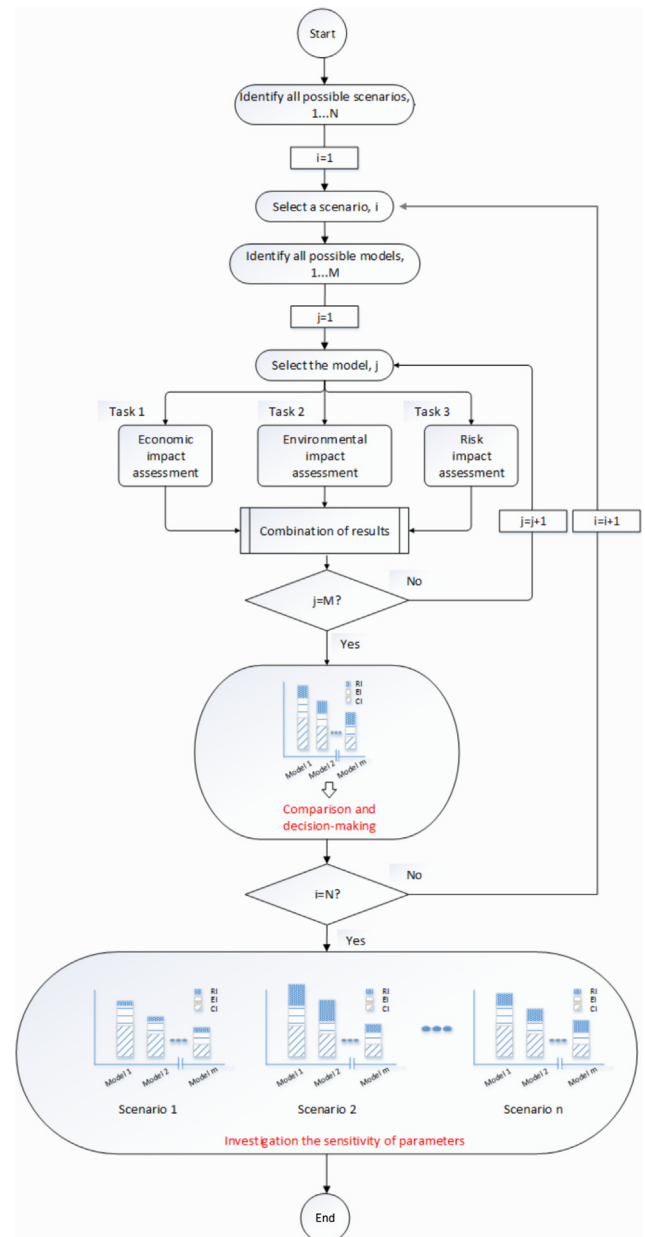 Start
Identify all possible scenarios,
1...N
i=1
Select a scenario, i
Identify all possible models,
1...M
j=1
Select the model, j
Task 1
Task 2
Task 3
Economic
impact
assessment
Environmental
impact
assessment
Risk
impact
assessment
Combination of results
j=j+1
i=i+1
No
j=M?
Yes
RI
EI
CI
Model 1
Model 2
Model m
Comparison and
decision-making
No
i=N?
Yes
RI
EI
CI
Model 1
Model 2
Model m
Scenario 1
RI
EI
CI
Model 1
Model 2
Model m
Scenario 2
RI
EI
CI
Model 1
Model 2
Model m
Scenario n
Investigation the sensitivity of parameters
End